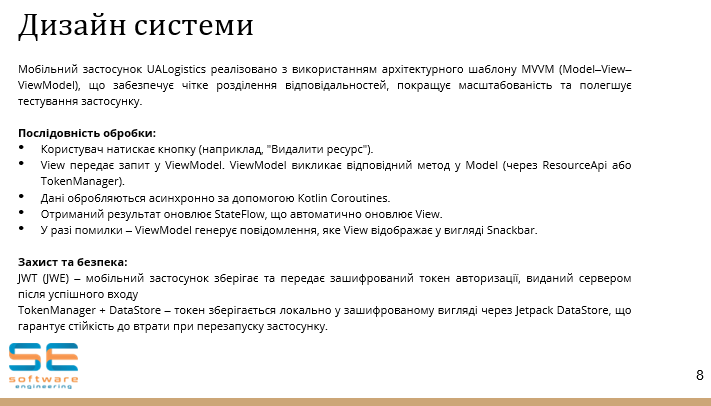 Дизайн системи
Мобільний застосунок UALogistics реалізовано з використанням архітектурного шаблону MVVM (Model–View–
ViewModel), що забезпечує чітке розділення відповідальностей, покращує масштабованість та полегшує
тестування застосунку.
Послідовність обробки:
• Користувач натискає кнопку (наприклад, "Видалити ресурс").
• View передає запит у ViewModel. ViewModel викликає відповідний метод у Model (через ResourceApi або
TokenManager).
• Дані обробляються асинхронно за допомогою Kotlin Coroutines.
• Отриманий результат оновлює StateFlow, що автоматично оновлює View.
• У разі помилки – ViewModel генерує повідомлення, яке View відображає у вигляді Snackbar.
Захист та безпека:
JWT (JWE) – мобільний застосунок зберігає та передає зашифрований токен авторизації, виданий сервером
після успішного входу
TokenManager + DataStore – токен зберігається локально у зашифрованому вигляді через Jetpack DataStore, що
гарантує стійкість до втрати при перезапуску застосунку.
SE
software
engineering
8